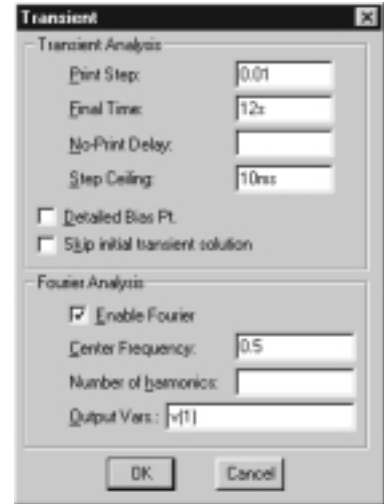 Transient
Transient Analysis
Print Step: 0.01
Final Time: 12s
No-Print Delay:
Step Ceiling: 10ms
Detailed Bias Pt.
Skip initial transient solution
Fourier Analysis
Enable Fourier
Center Frequency: 0.5
Number of harmonics:
Output Vars.: v(1)
OK Cancel